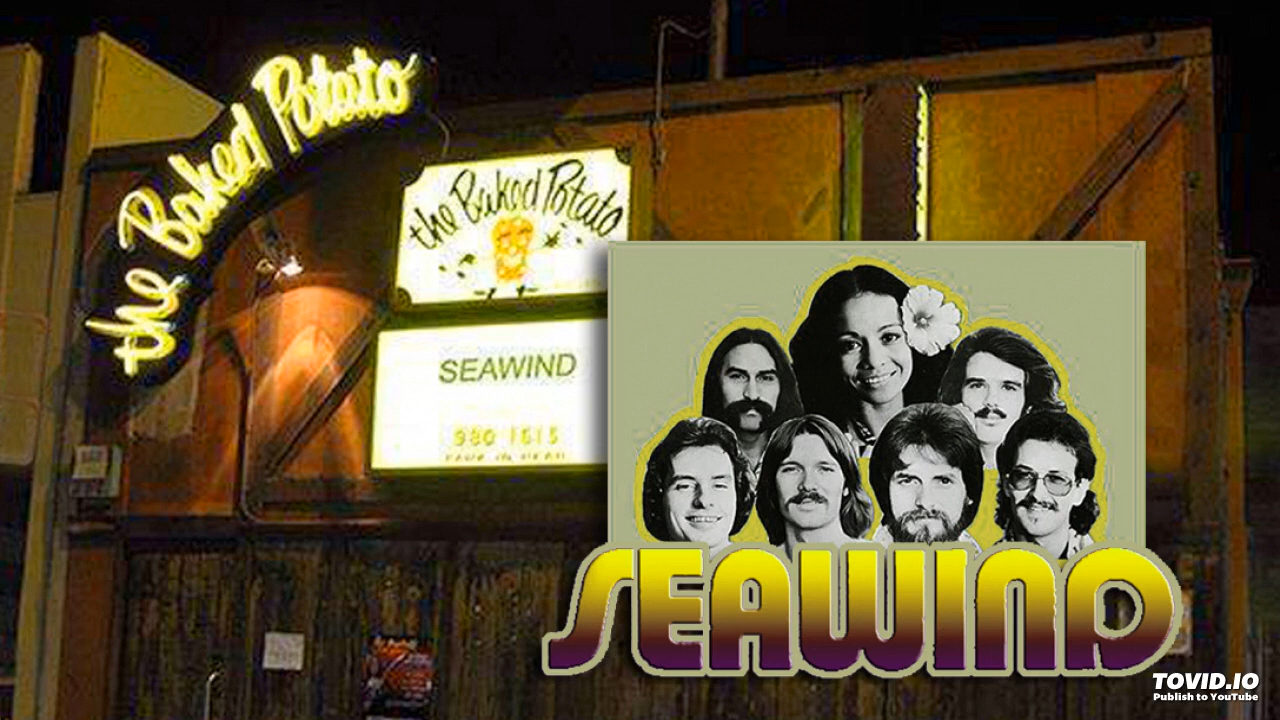 the Baked Potato
the Baked Potato
SEAWIND
980 1615
SEAWIND
TOVID.IO
Publish to YouTube